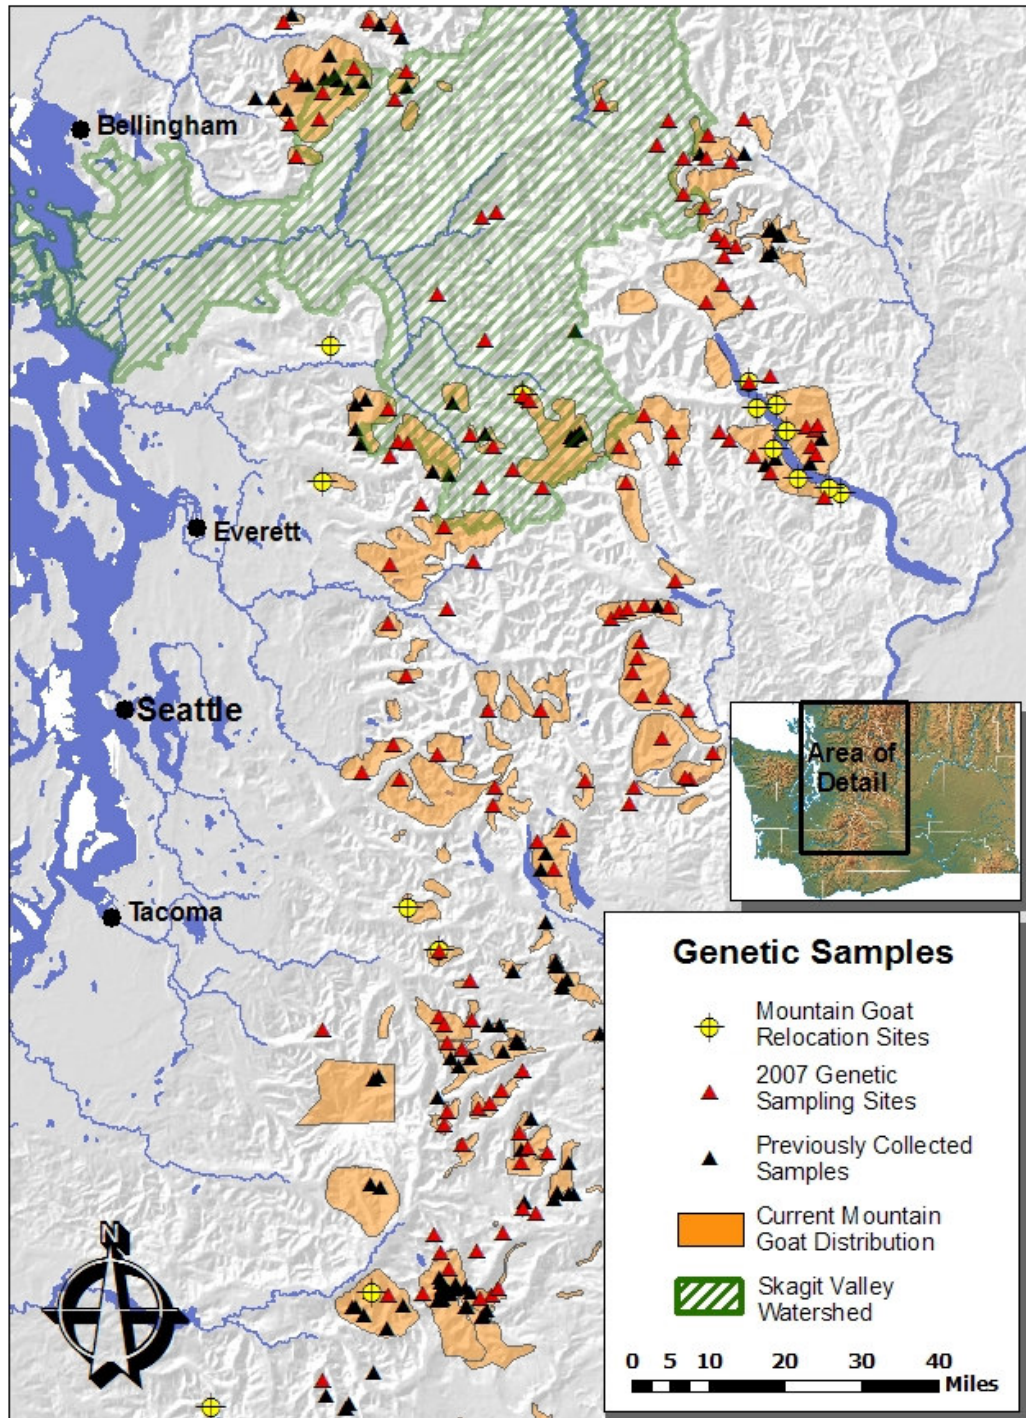 Bellingham
Everett
Seattle
Tacoma
Area of
Detail
Genetic Samples
Mountain Goat
Relocation Sites
2007 Genetic
Sampling Sites
Previously Collected
Samples
Current Mountain
Goat Distribution
Skagit Valley
Watershed
N
0 5 10 20 30 40
Miles